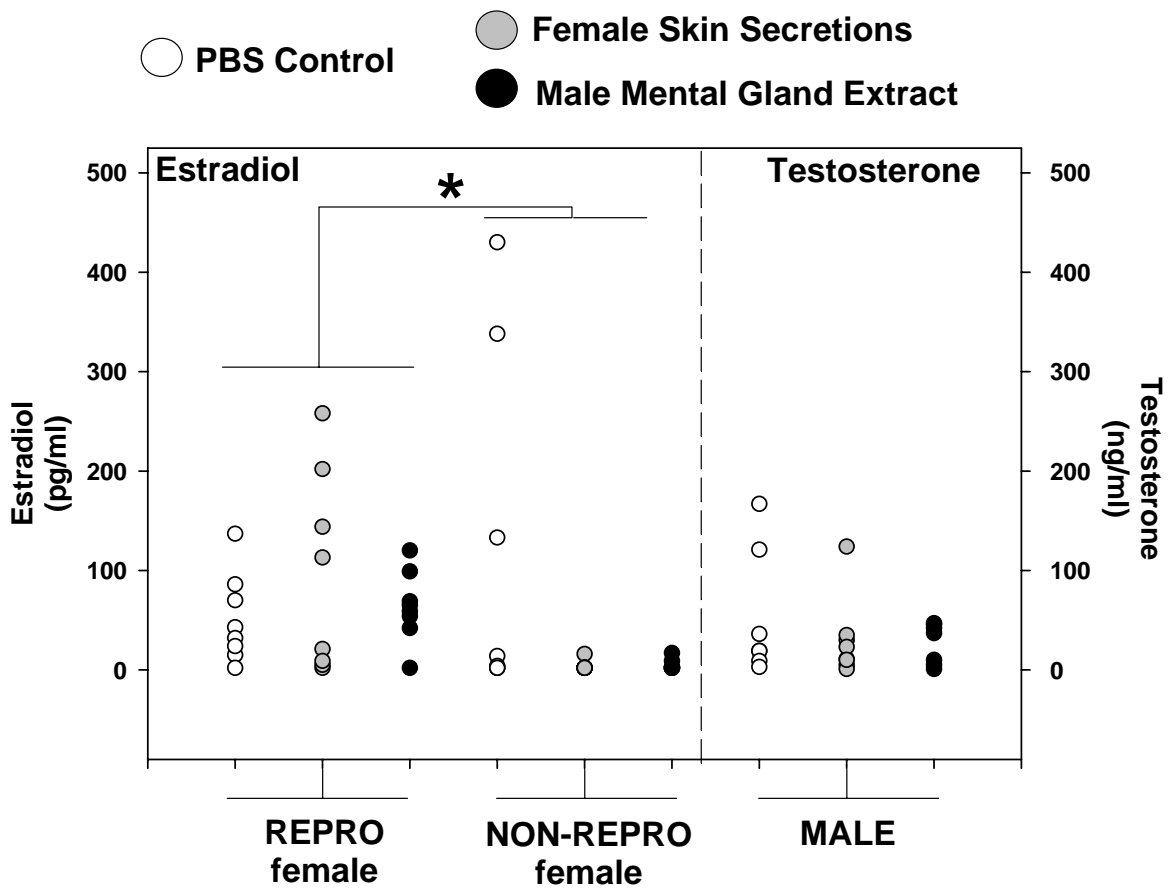 PBS Control
Female Skin Secretions
Male Mental Gland Extract
Estradiol
*
Testosterone
500
400
300
200
100
0
Estradiol
(pg/ml)
500
400
300
200
100
0
Testosterone
(ng/ml)
REPRO
female
NON-REPRO
female
MALE